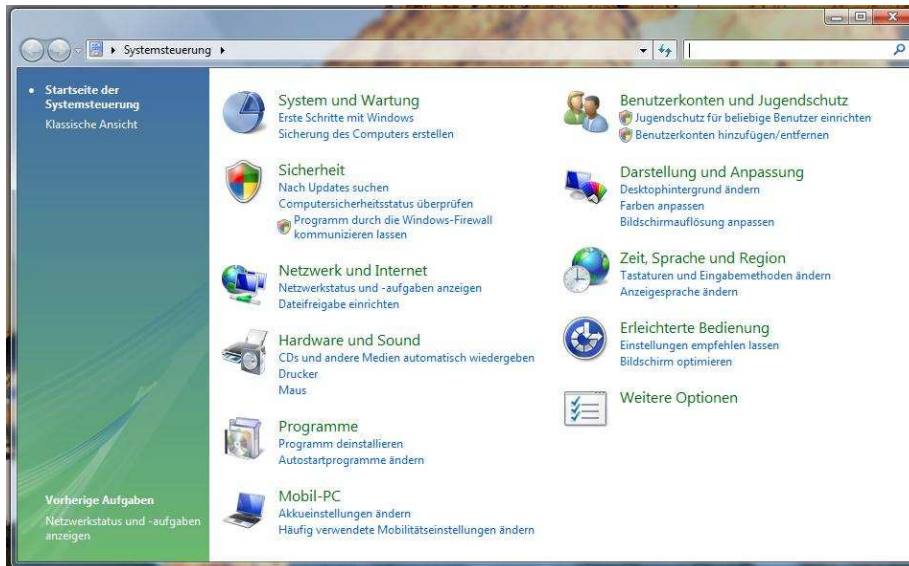 Systemsteuerung
Startseite der
Systemsteuerung
Klassische Ansicht
System und Wartung
Erste Schritte mit Windows
Sicherung des Computers erstellen
Sicherheit
Nach Updates suchen
Computersicherheitsstatus überprüfen
Programm durch die Windows-Firewall
kommunizieren lassen
Netzwerk und Internet
Netzwerkstatus und -aufgaben anzeigen
Dateifreigabe einrichten
Hardware und Sound
CDs und andere Medien automatisch wiedergeben
Drucker
Maus
Programme
Programm deinstallieren
Autostartprogramme ändern
Mobil-PC
Akkueinstellungen ändern
Häufig verwendete Mobilitätseinstellungen ändern
Benutzerkonten und Jugendschutz
Jugendschutz für beliebige Benutzer einrichten
Benutzerkonten hinzufügen/entfernen
Darstellung und Anpassung
Desktophintergrund ändern
Farben anpassen
Bildschirmauflösung anpassen
Zeit, Sprache und Region
Tastaturen und Eingabemethoden ändern
Anzeigesprache ändern
Erleichterte Bedienung
Einstellungen empfehlen lassen
Bildschirm optimieren
Weitere Optionen
Vorherige Aufgaben
Netzwerkstatus und -aufgaben
anzeigen